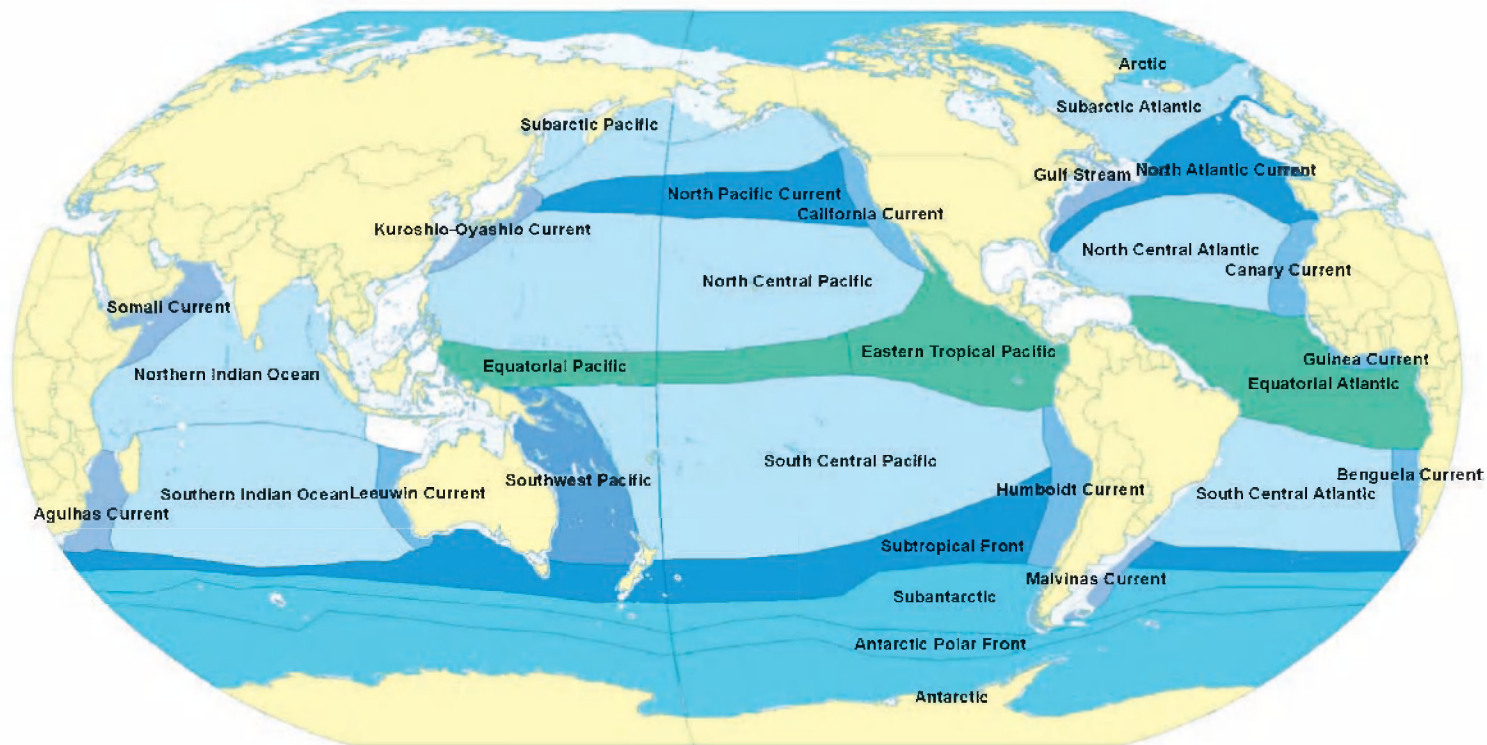 Arctic
Subarctic Atlantic
Subarctic Pacific
Gulf Stream
North Atlantic Current
North Pacific Current
California Current
Kuroshio-Oyashio Current
North Central Atlantic
Canary Current
North Central Pacific
Somali Current
Equatorial Pacific
Eastern Tropical Pacific
Guinea Current
Northern Indian Ocean
Equatorial Atlantic
South Central Pacific
Benguela Current
Southwest Pacific
Humboldt Current
Southern Indian Ocean
Leeuwin Current
South Central Atlantic
Agulhas Current
Subtropical Front
Malvinas Current
Subantarctic
Antarctic Polar Front
Antarctic